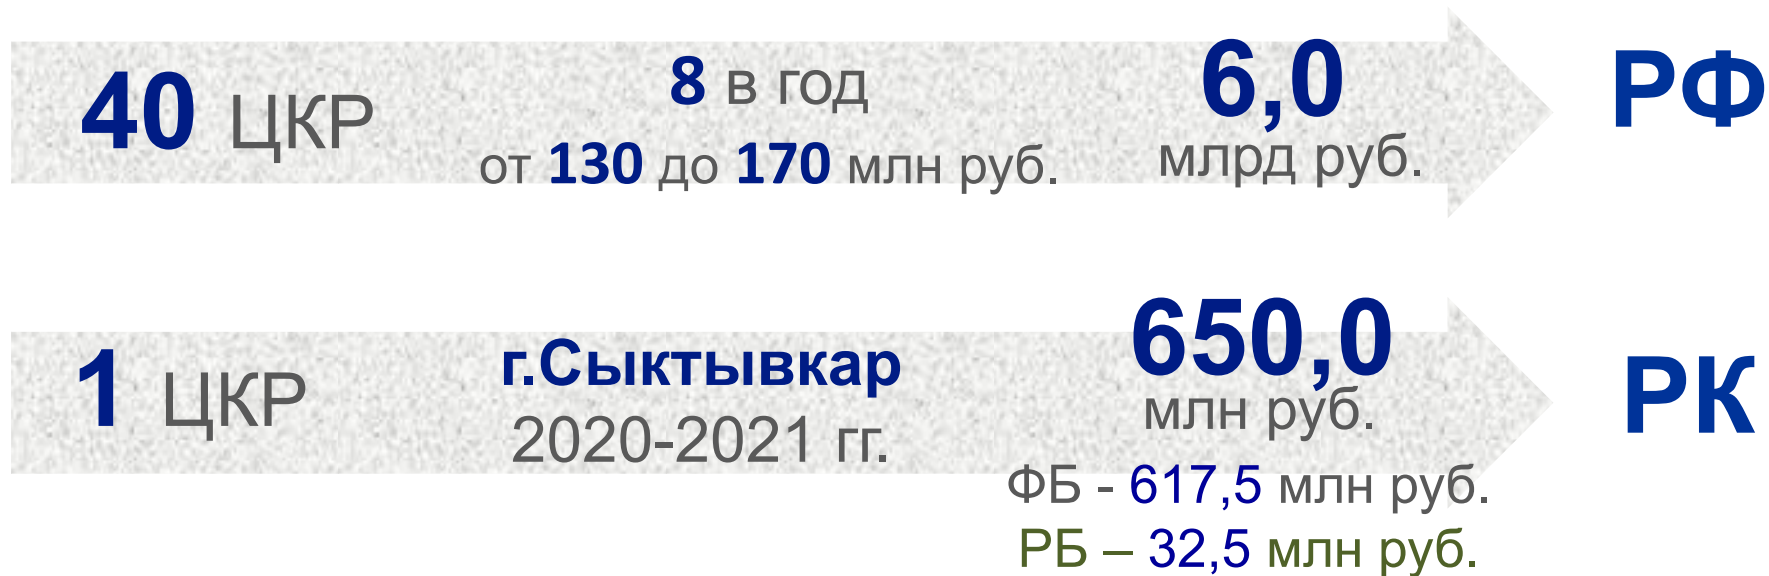 40 ЦКР
8 в год
от 130 до 170 млн руб.
6,0
млрд руб.
РФ
1 ЦКР
г.Сыктывкар
2020-2021 гг.
650,0
млн руб.
ФБ - 617,5 млн руб.
РБ – 32,5 млн руб.
РК